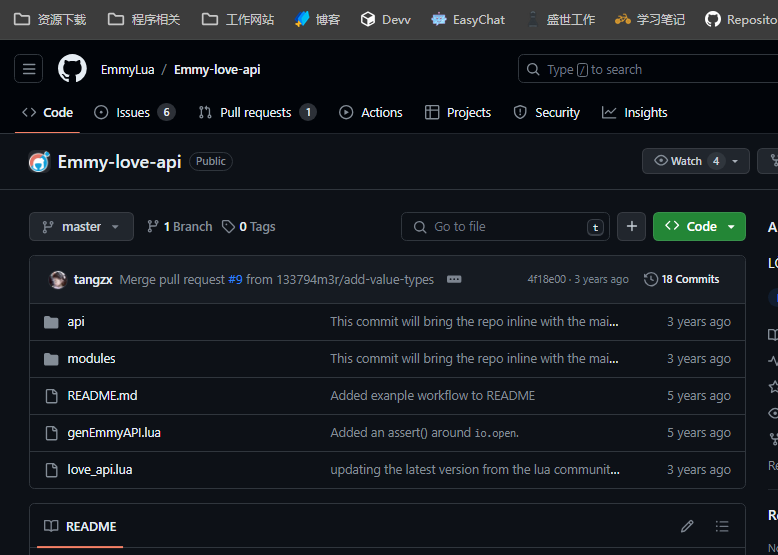 资源下载 程序相关 工作网站 博客 Devv EasyChat 盛世工作 学习笔记 Reposito
EmmyLua / Emmy-love-api Type / to search
Code Issues 6 Pull requests 1 Actions Projects Security Insights
Emmy-love-api Public Watch 4
master 1 Branch 0 Tags Go to file t + Code
tangzx Merge pull request #9 from 133794m3r/add-value-types 4f18e00 · 3 years ago 18 Commits
api This commit will bring the repo inline with the mai... 3 years ago
modules This commit will bring the repo inline with the mai... 3 years ago
README.md Added exanple workflow to README 5 years ago
genEmmyAPI.lua Added an assert() around io.open. 5 years ago
love_api.lua updating the latest version from the lua communit... 3 years ago
README